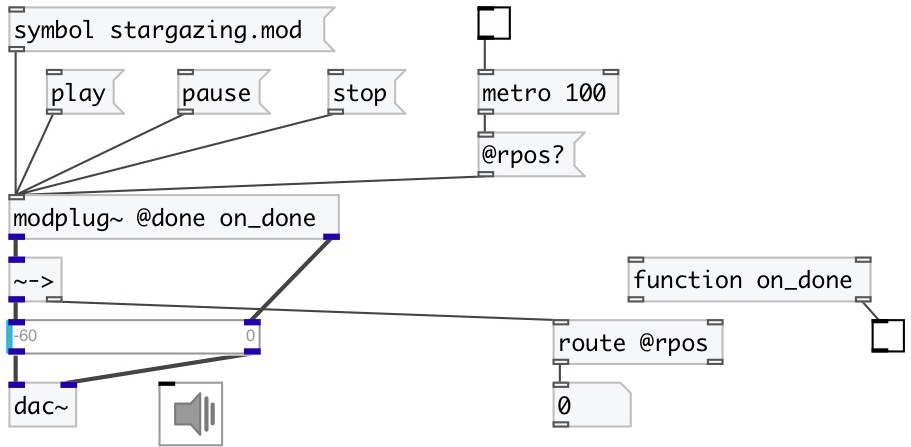 symbol stargazing.mod
play
pause
stop
metro 100
@rpos?
modplug~ @done on_done
~->
function on_done
-60
0
route @rpos
dac~
0